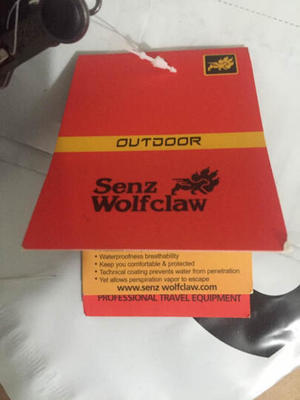 OUTDOOR
Senz
Wolfclaw
• Waterproofness breathability
• Keep you comfortable & protected
• Technical coating prevents water from penetration
• Yet allows perspiration vapor to escape
www.senz wolfclaw.com
PROFESSIONAL TRAVEL EQUIPMENT